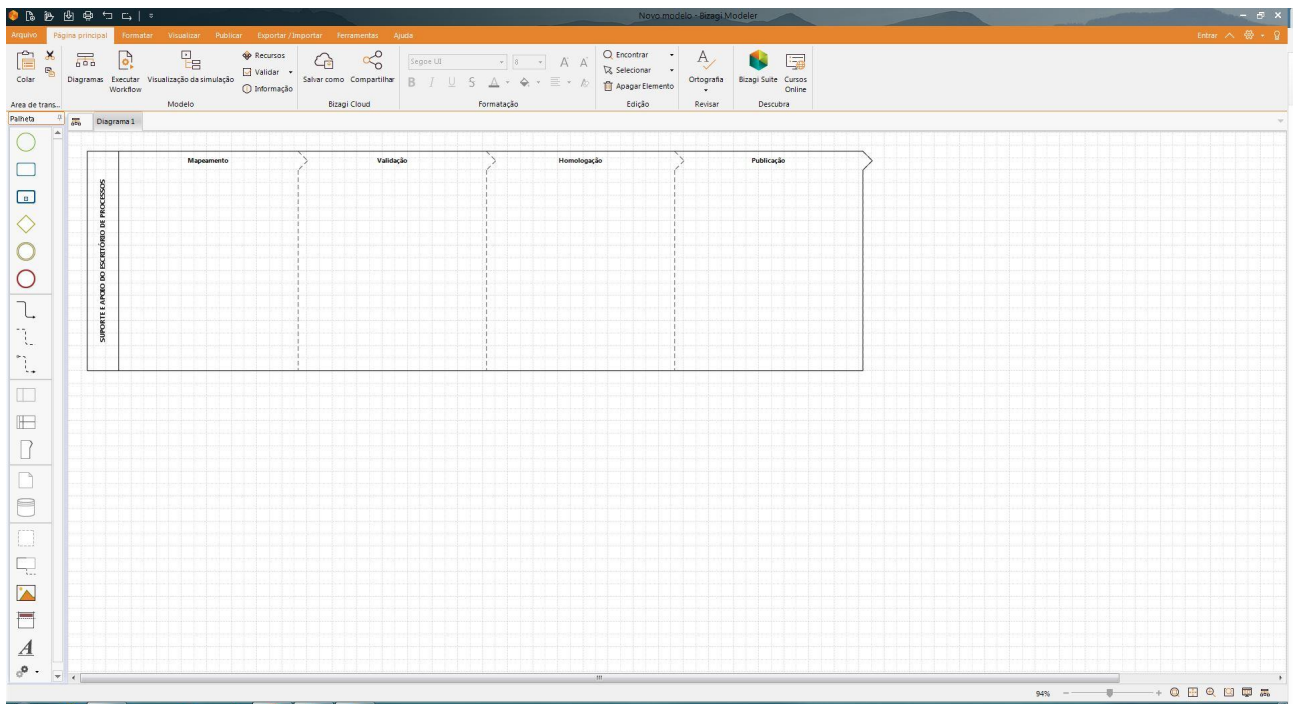 Novo modelo - Bizagi Modeler
Arquivo Página principal Formatar Visualizar Publicar Exportar / Importar Ferramentas Ajuda Entrar
Colar
Diagramas
Executar Workflow
Visualização da simulação
Recursos
Validar
Informação
Salvar como
Compartilhar
Segoe UI 8 A A
B I U S A
Encontrar
Selecionar
Apagar Elemento
Ortografia
Bizagi Suite
Cursos Online
Area de trans... Modelo Bizagi Cloud Formatação Edição Revisar Descubra
Palheta
Diagrama 1
Mapeamento Validação Homologação Publicação
SUPORTE E APOIO DO ESCRITÓRIO DE PROCESSOS
A
94%